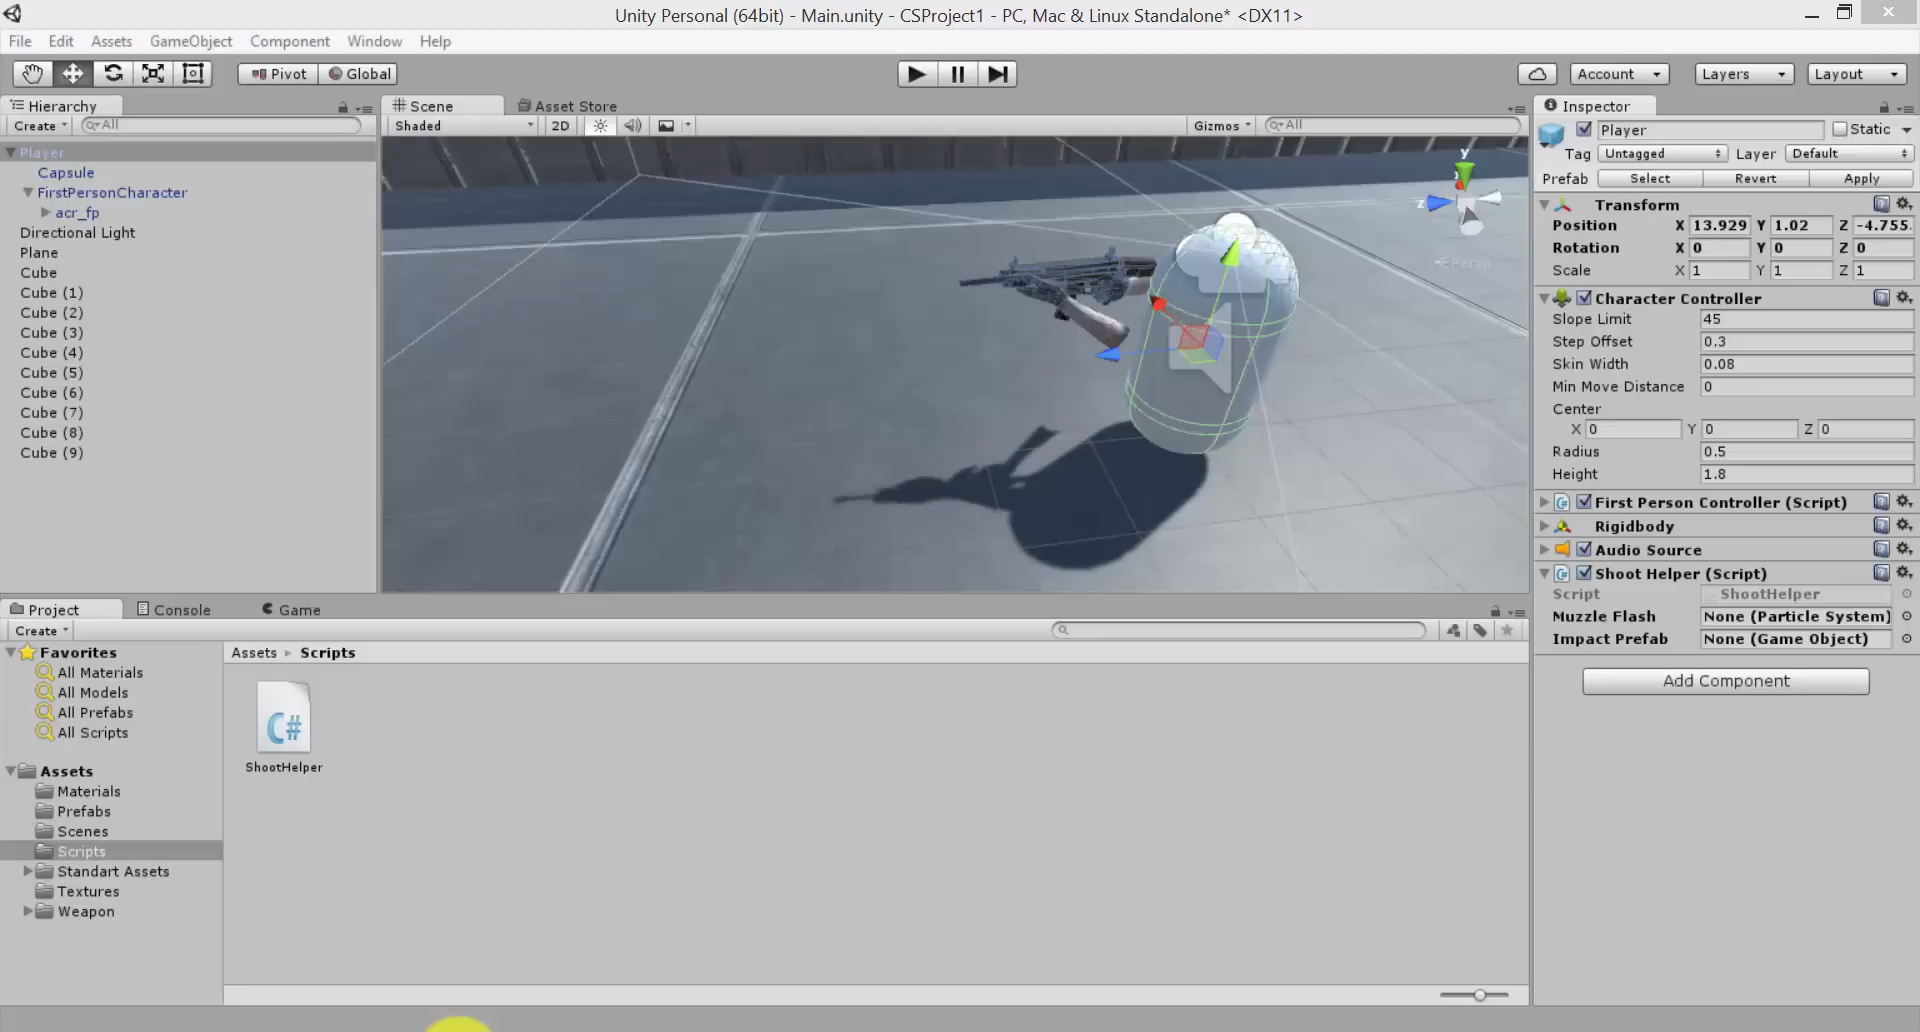 Unity Personal (64bit) - Main.unity - CSProject1 - PC, Mac & Linux Standalone* <DX11>
File Edit Assets GameObject Component Window Help
Pivot Global Account Layers Layout
Hierarchy
Create All
Player
Capsule
FirstPersonCharacter
acr_fp
Directional Light
Plane
Cube
Cube (1)
Cube (2)
Cube (3)
Cube (4)
Cube (5)
Cube (6)
Cube (7)
Cube (8)
Cube (9)
Scene Asset Store
Shaded 2D Gizmos All
y
z
Persp
Inspector
Player Static
Tag Untagged Layer Default
Prefab Select Revert Apply
Transform
Position X 13.929 Y 1.02 Z -4.755
Rotation X 0 Y 0 Z 0
Scale X 1 Y 1 Z 1
Character Controller
Slope Limit 45
Step Offset 0.3
Skin Width 0.08
Min Move Distance 0
Center
X 0 Y 0 Z 0
Radius 0.5
Height 1.8
First Person Controller (Script)
Rigidbody
Audio Source
Shoot Helper (Script)
Script ShootHelper
Muzzle Flash None (Particle System)
Impact Prefab None (Game Object)
Add Component
Project Console Game
Create
Favorites
All Materials
All Models
All Prefabs
All Scripts
Assets
Materials
Prefabs
Scenes
Scripts
Standart Assets
Textures
Weapon
Assets Scripts
C#
ShootHelper